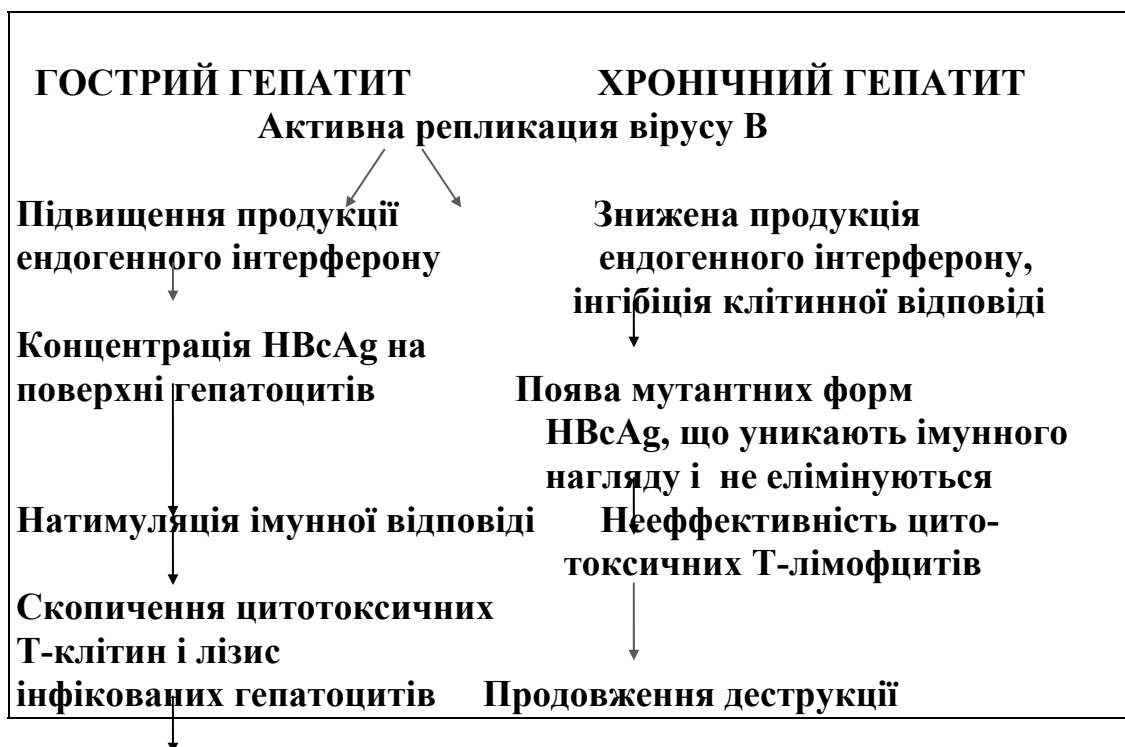 ГОСТРИЙ ГЕПАТИТ
ХРОНІЧНИЙ ГЕПАТИТ
Активна репликация вірусу В
Підвищення продукції
ендогенного інтерферону
Знижена продукція
ендогенного інтерферону,
інгібіція клітинної відповіді
Концентрація HBcAg на
поверхні гепатоцитів
Поява мутантних форм
HBcAg, що уникають імунного
нагляду і не елімінуються
Натимуляція імунної відповіді
Нееффективність цито-
токсичних Т-лімофцитів
Скопичення цитотоксичних
Т-клітин і лізис
інфікованих гепатоцитів
Продовження деструкції